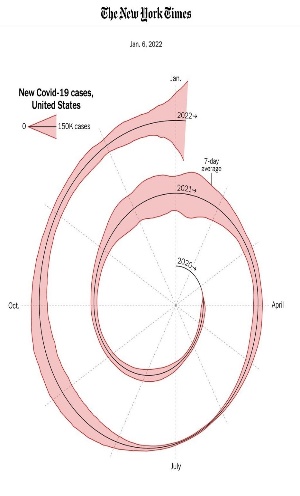 The New York Times
Jan. 6, 2022
Jan.
New Covid-19 cases,
United States
0
150K cases
2022→
7-day
average
2021→
2020→
Oct.
April
July